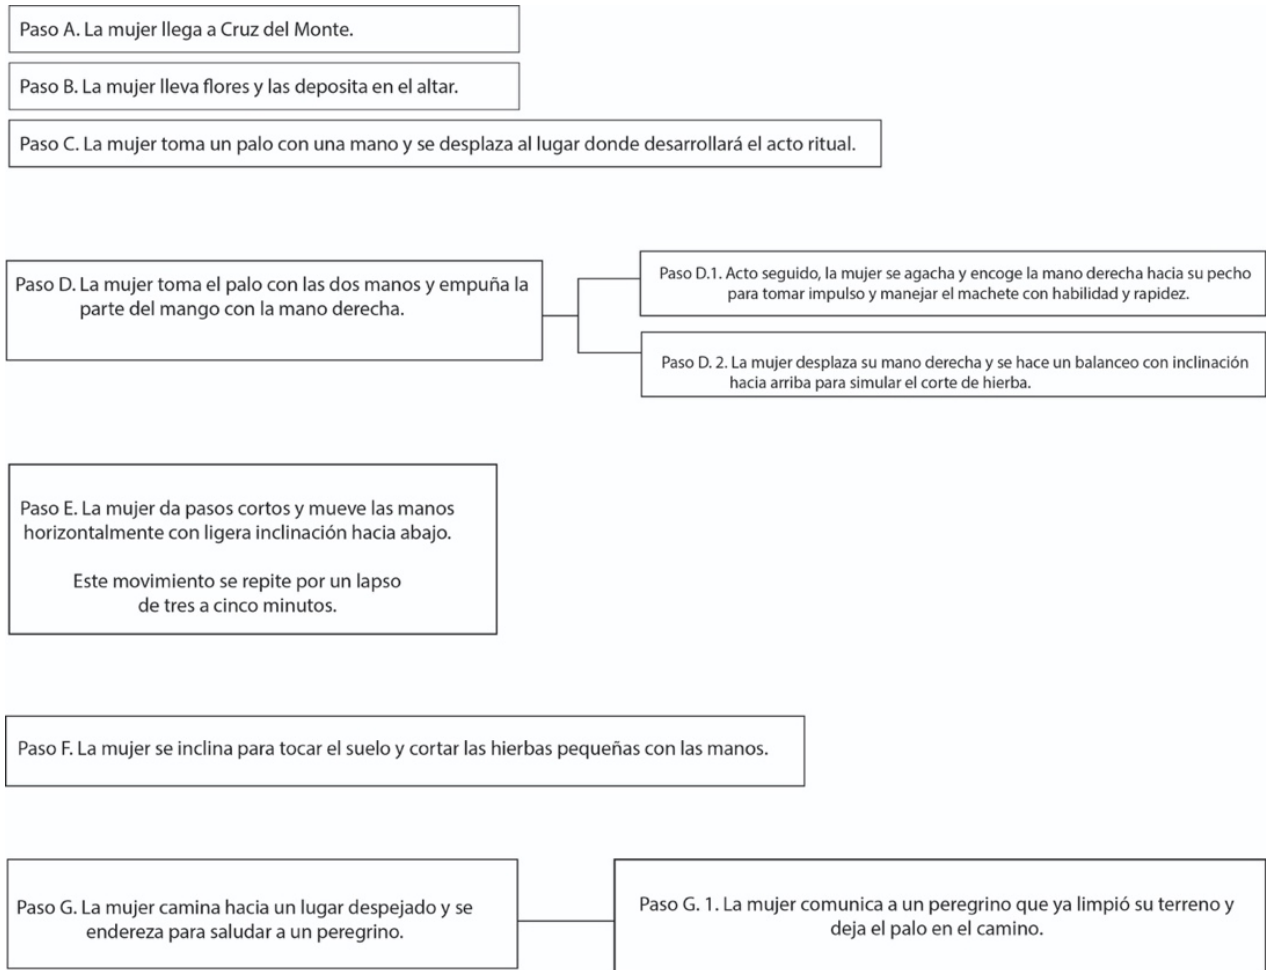 Paso A. La mujer llega a Cruz del Monte.
Paso B. La mujer lleva flores y las deposita en el altar.
Paso C. La mujer toma un palo con una mano y se desplaza al lugar donde desarrollará el acto ritual.
Paso D. La mujer toma el palo con las dos manos y empuña la
parte del mango con la mano derecha.
Paso D.1. Acto seguido, la mujer se agacha y encoge la mano derecha hacia su pecho
para tomar impulso y manejar el machete con habilidad y rapidez.
Paso D. 2. La mujer desplaza su mano derecha y se hace un balanceo con inclinación
hacia arriba para simular el corte de hierba.
Paso E. La mujer da pasos cortos y mueve las manos
horizontalmente con ligera inclinación hacia abajo.
Este movimiento se repite por un lapso
de tres a cinco minutos.
Paso F. La mujer se inclina para tocar el suelo y cortar las hierbas pequeñas con las manos.
Paso G. La mujer camina hacia un lugar despejado y se
endereza para saludar a un peregrino.
Paso G. 1. La mujer comunica a un peregrino que ya limpió su terreno y
deja el palo en el camino.